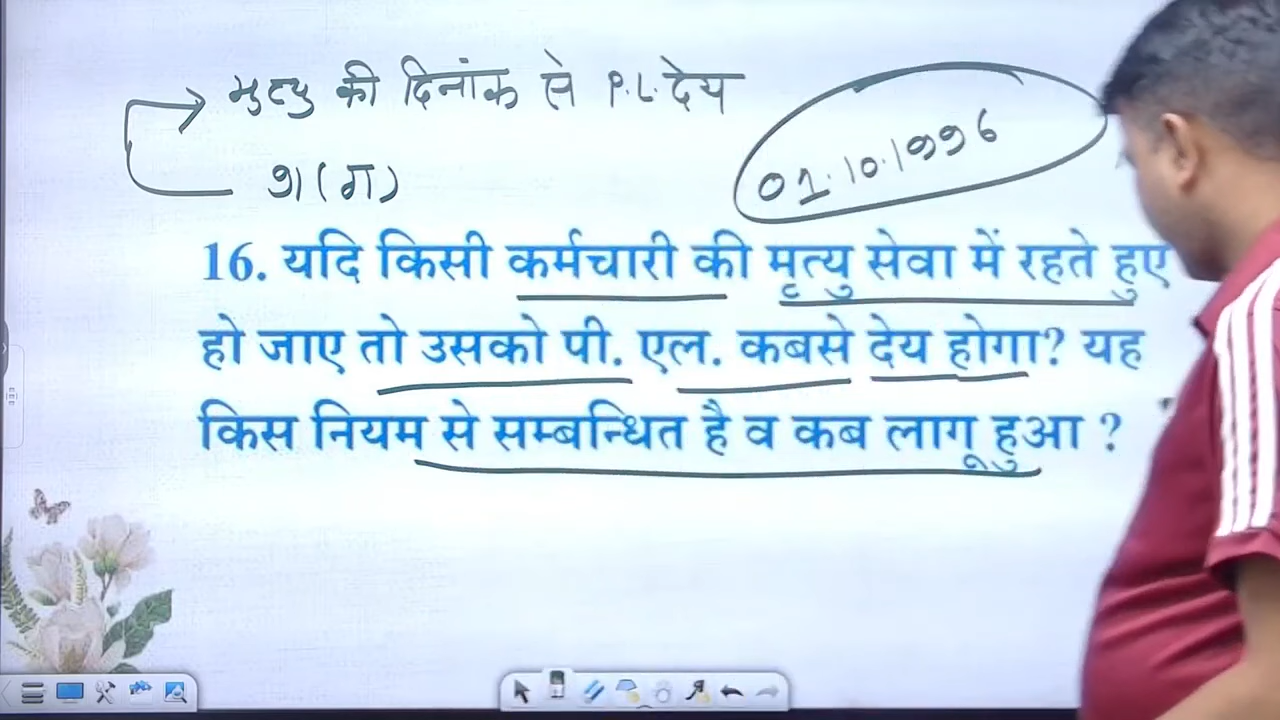 मृत्यु की दिनांक से P.L. देय
91(ग)
01.10.1996
16. यदि किसी कर्मचारी की मृत्यु सेवा में रहते हुए
हो जाए तो उसको पी. एल. कबसे देय होगा? यह
किस नियम से सम्बन्धित है व कब लागू हुआ ?